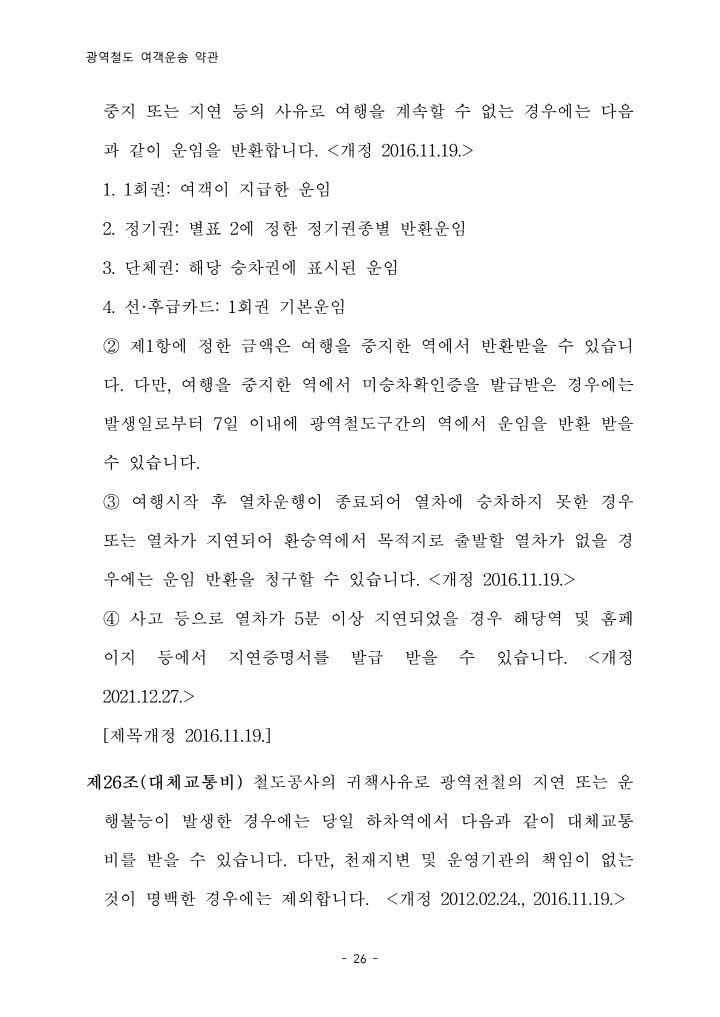 광역철도 여객운송 약관
중지 또는 지연 등의 사유로 여행을 계속할 수 없는 경우에는 다음
과 같이 운임을 반환합니다. <개정 2016.11.19.>
1. 1회권: 여객이 지급한 운임
2. 정기권: 별표 2에 정한 정기권종별 반환운임
3. 단체권: 해당 승차권에 표시된 운임
4. 선·후급카드: 1회권 기본운임
② 제1항에 정한 금액은 여행을 중지한 역에서 반환받을 수 있습니
다. 다만, 여행을 중지한 역에서 미승차확인증을 발급받은 경우에는
발생일로부터 7일 이내에 광역철도구간의 역에서 운임을 반환 받을
수 있습니다.
③ 여행시작 후 열차운행이 종료되어 열차에 승차하지 못한 경우
또는 열차가 지연되어 환승역에서 목적지로 출발할 열차가 없을 경
우에는 운임 반환을 청구할 수 있습니다. <개정 2016.11.19.>
④ 사고 등으로 열차가 5분 이상 지연되었을 경우 해당역 및 홈페
이지 등에서 지연증명서를 발급 받을 수 있습니다. <개정
2021.12.27.>
[제목개정 2016.11.19.]
제26조(대체교통비) 철도공사의 귀책사유로 광역전철의 지연 또는 운
행불능이 발생한 경우에는 당일 하차역에서 다음과 같이 대체교통
비를 받을 수 있습니다. 다만, 천재지변 및 운영기관의 책임이 없는
것이 명백한 경우에는 제외합니다. <개정 2012.02.24., 2016.11.19.>
- 26 -